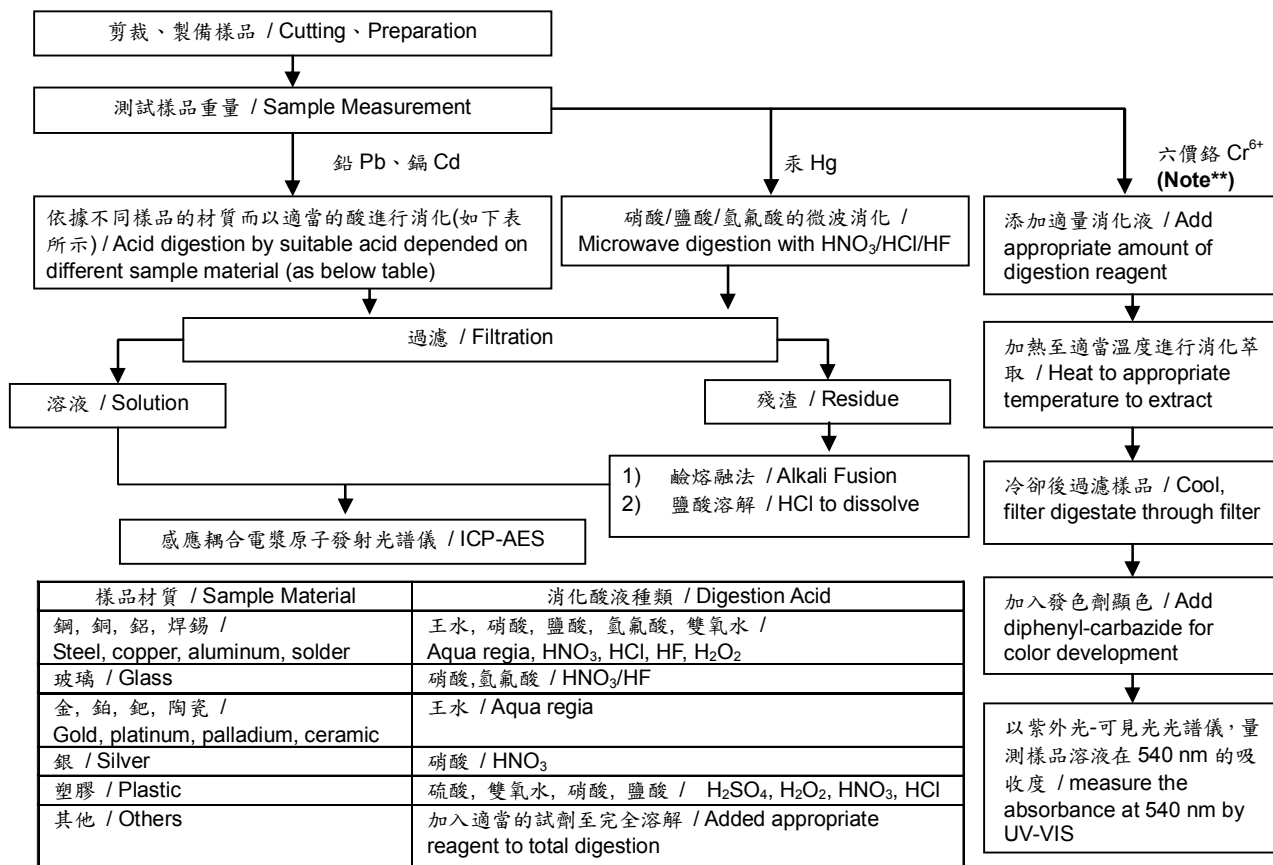 剪裁、製備樣品 / Cutting、Preparation
測試樣品重量 / Sample Measurement
鉛 Pb、鎘 Cd
汞 Hg
六價鉻 Cr⁶⁺
(Note**)
依據不同樣品的材質而以適當的酸進行消化(如下表
所示) / Acid digestion by suitable acid depended on
different sample material (as below table)
硝酸/鹽酸/氫氟酸的微波消化 /
Microwave digestion with HNO₃/HCl/HF
添加適量消化液 / Add
appropriate amount of
digestion reagent
過濾 / Filtration
加熱至適當溫度進行消化萃
取 / Heat to appropriate
temperature to extract
溶液 / Solution
殘渣 / Residue
1) 鹼熔融法 / Alkali Fusion
2) 鹽酸溶解 / HCl to dissolve
冷卻後過濾樣品 / Cool,
filter digestate through filter
感應耦合電漿原子發射光譜儀 / ICP-AES
加入發色劑顯色 / Add
diphenyl-carbazide for
color development
以紫外光-可見光光譜儀，量
測樣品溶液在 540 nm 的吸
收度 / measure the
absorbance at 540 nm by
UV-VIS
樣品材質 / Sample Material
消化酸液種類 / Digestion Acid
鋼, 銅, 鋁, 焊錫 /
Steel, copper, aluminum, solder
王水, 硝酸, 鹽酸, 氫氟酸, 雙氧水 /
Aqua regia, HNO₃, HCl, HF, H₂O₂
玻璃 / Glass
硝酸,氫氟酸 / HNO₃/HF
金, 鉑, 鈀, 陶瓷 /
Gold, platinum, palladium, ceramic
王水 / Aqua regia
銀 / Silver
硝酸 / HNO₃
塑膠 / Plastic
硫酸, 雙氧水, 硝酸, 鹽酸 / H₂SO₄, H₂O₂, HNO₃, HCl
其他 / Others
加入適當的試劑至完全溶解 / Added appropriate
reagent to total digestion